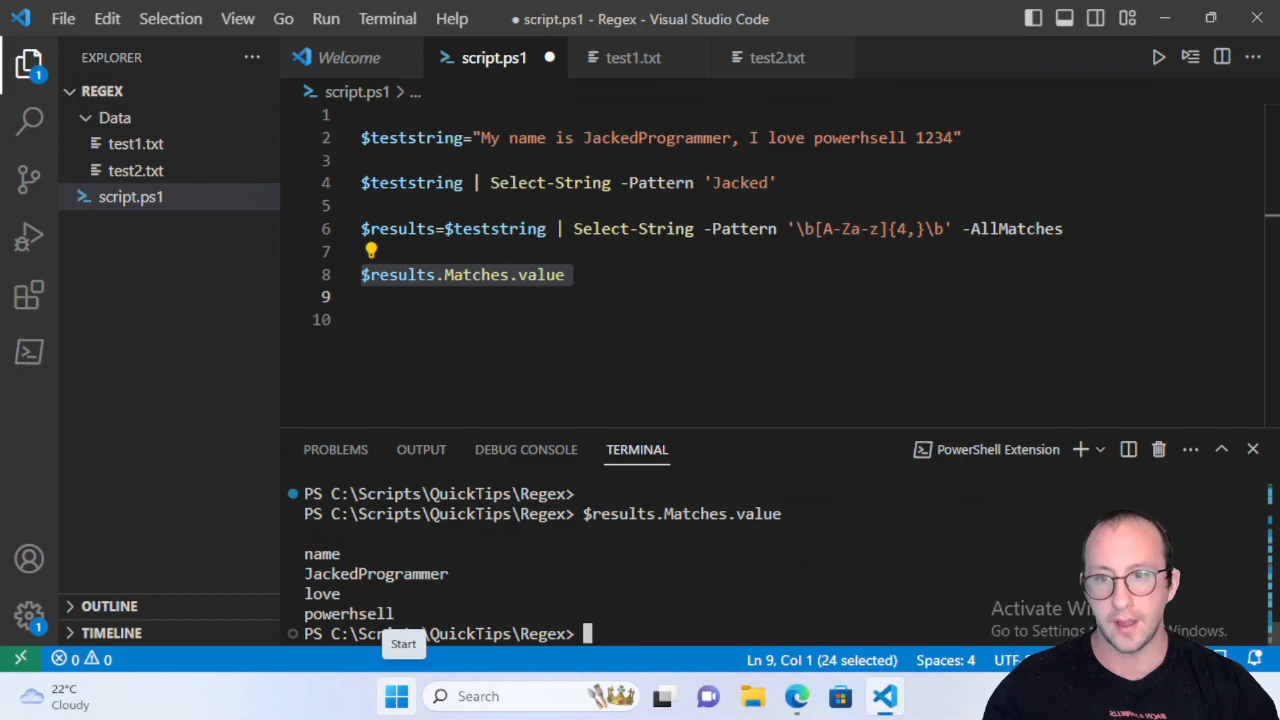 File Edit Selection View Go Run Terminal Help
script.ps1 - Regex - Visual Studio Code
EXPLORER
Welcome
script.ps1
test1.txt
test2.txt
1
REGEX
Data
test1.txt
test2.txt
script.ps1
script.ps1 > ...
1
2 $teststring="My name is JackedProgrammer, I love powerhsell 1234"
3
4 $teststring | Select-String -Pattern 'Jacked'
5
6 $results=$teststring | Select-String -Pattern '\b[A-Za-z]{4,}\b' -AllMatches
7
8 $results.Matches.value
9
10
PROBLEMS OUTPUT DEBUG CONSOLE TERMINAL
PowerShell Extension
PS C:\Scripts\QuickTips\Regex>
PS C:\Scripts\QuickTips\Regex> $results.Matches.value
name
JackedProgrammer
love
powerhsell
PS C:\Scripts\QuickTips\Regex>
Start
OUTLINE
TIMELINE
1
Activate
Go to Settings
Windows.
0 0
Ln 9, Col 1 (24 selected)
Spaces: 4
22°C
Cloudy
Search